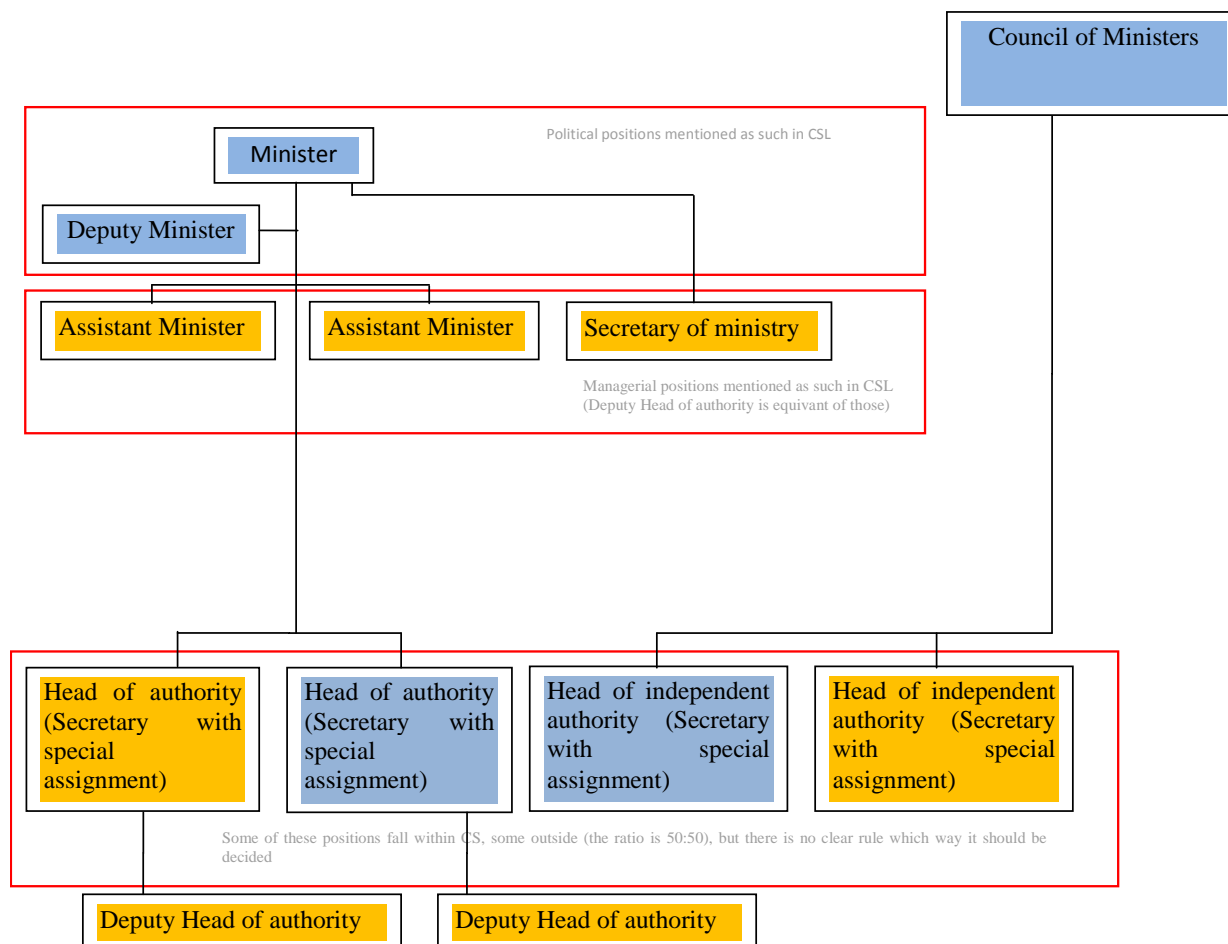 Council of Ministers
Political positions mentioned as such in CSL
Minister
Deputy Minister
Assistant Minister
Assistant Minister
Secretary of ministry
Managerial positions mentioned as such in CSL
(Deputy Head of authority is equivant of those)
Head of authority
(Secretary with
special
assignment)
Head of authority
(Secretary with
special
assignment)
Head of independent
authority (Secretary
with special
assignment)
Head of independent
authority (Secretary
with special
assignment)
Some of these positions fall within CS, some outside (the ratio is 50:50), but there is no clear rule which way it should be
decided
Deputy Head of authority
Deputy Head of authority